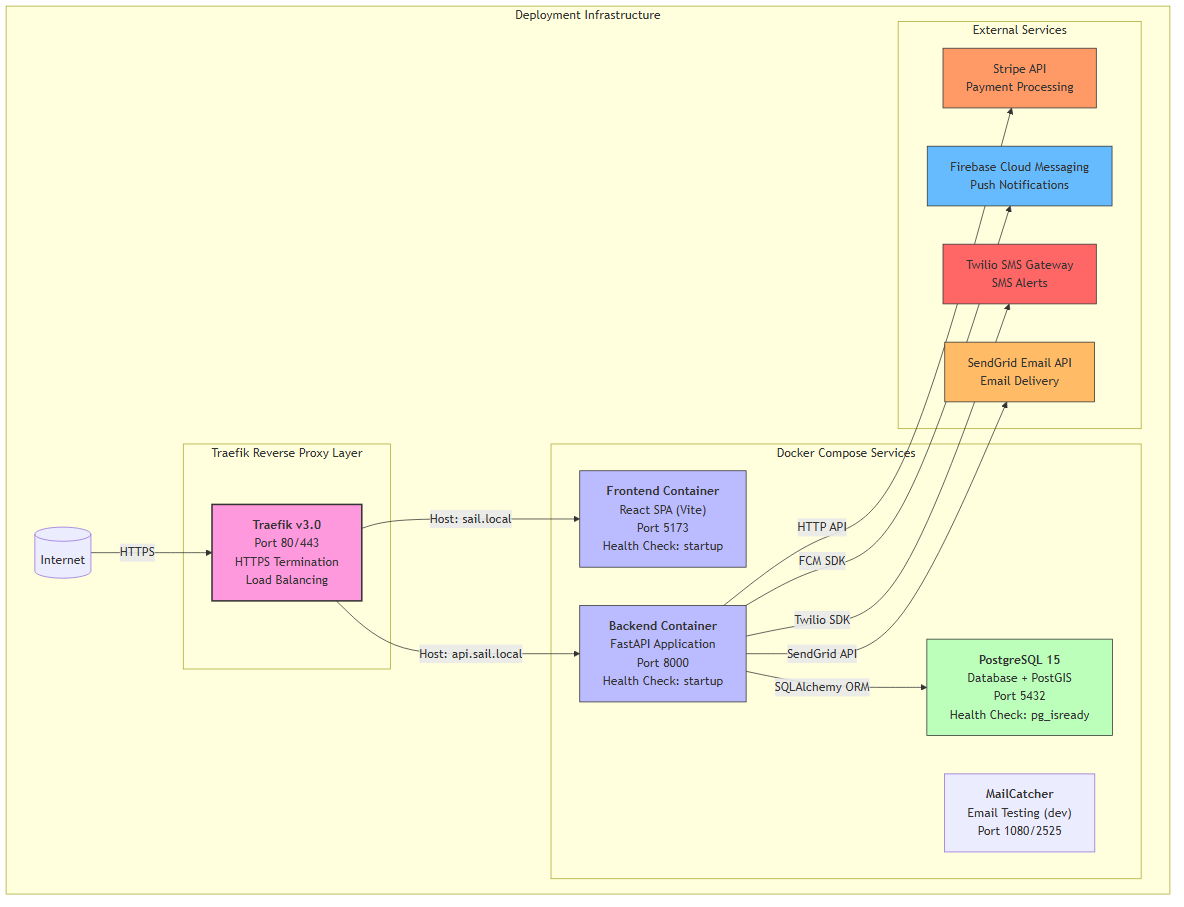 Deployment Infrastructure
External Services
Stripe API
Payment Processing
Firebase Cloud Messaging
Push Notifications
Twilio SMS Gateway
SMS Alerts
SendGrid Email API
Email Delivery
Traefik Reverse Proxy Layer
Docker Compose Services
Internet
HTTPS
Traefik v3.0
Port 80/443
HTTPS Termination
Load Balancing
Host: sail.local
Host: api.sail.local
Frontend Container
React SPA (Vite)
Port 5173
Health Check: startup
Backend Container
FastAPI Application
Port 8000
Health Check: startup
HTTP API
FCM SDK
Twilio SDK
SendGrid API
SQLAlchemy ORM
PostgreSQL 15
Database + PostGIS
Port 5432
Health Check: pg_isready
MailCatcher
Email Testing (dev)
Port 1080/2525